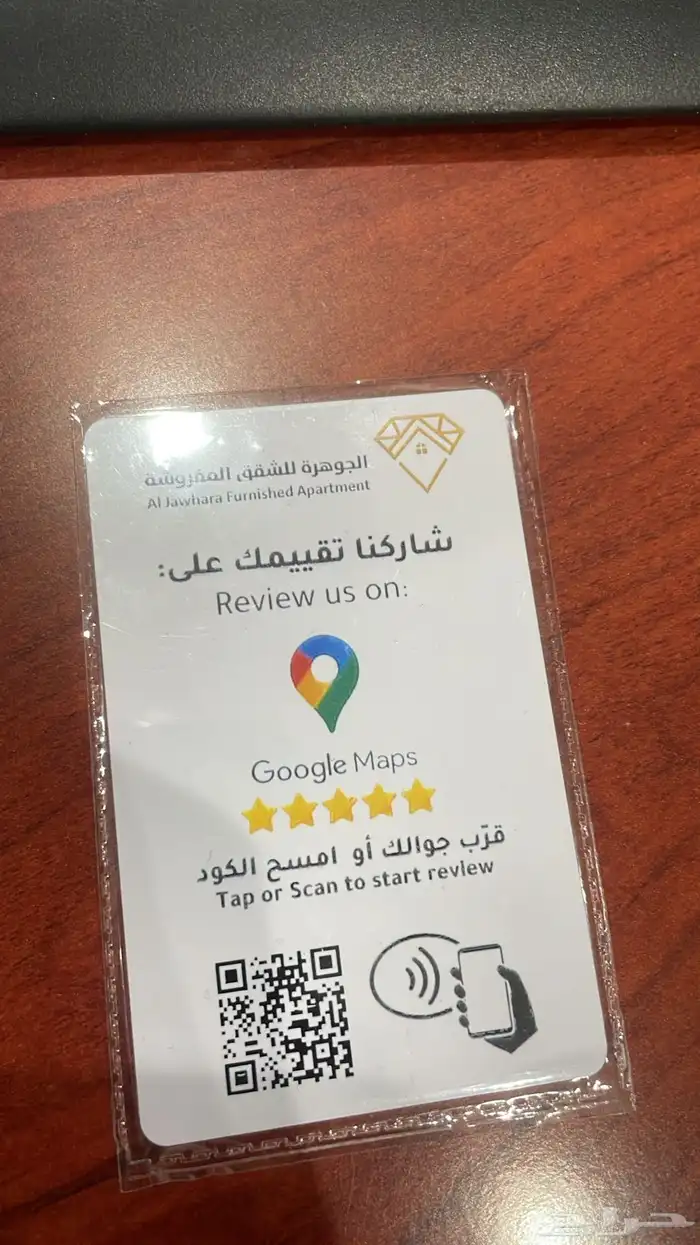 الجوهرة للشقق المفروشة
Al Jawhara Furnished Apartment
شاركنا تقييمك على:
Review us on:
Google Maps
قرّب جوالك أو امسح الكود
Tap or Scan to start review
حراج